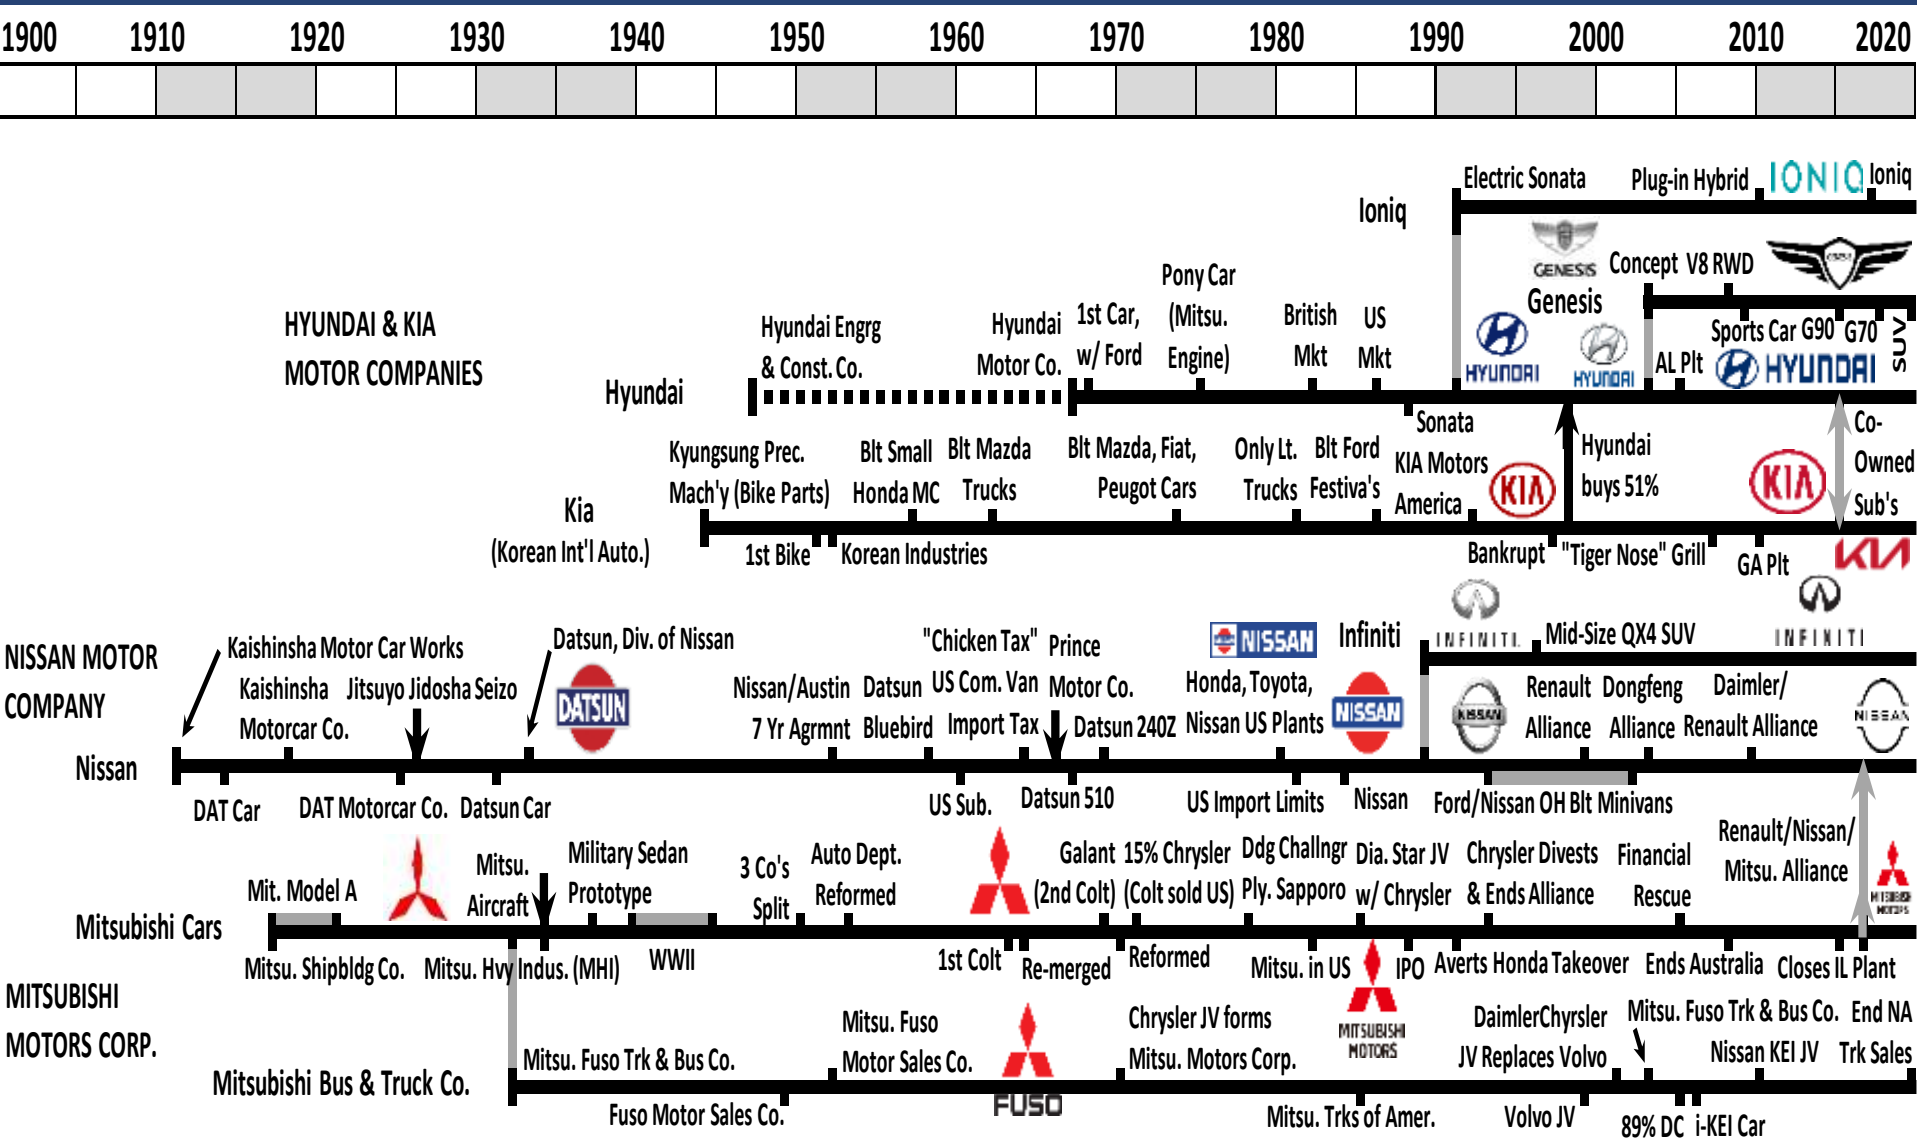 1900 1910 1920 1930 1940 1950 1960 1970 1980 1990 2000 2010 2020
Electric Sonata
Plug-in Hybrid
IONIQ
Ioniq
Ioniq
GENESIS
Concept
V8 RWD
Genesis
HYUNDAI & KIA
MOTOR COMPANIES
Hyundai Engrg
& Const. Co.
Hyundai
Motor Co.
1st Car,
w/ Ford
Pony Car
(Mitsu.
Engine)
British
Mkt
US
Mkt
HYUNDAI
HYUNDAI
AL Plt
Sports Car
G90
G70
SUV
HYUNDAI
Hyundai
Sonata
Kyungsung Prec.
Mach'y (Bike Parts)
Blt Small
Honda MC
Blt Mazda
Trucks
Blt Mazda, Fiat,
Peugot Cars
Only Lt.
Trucks
Blt Ford
Festiva's
KIA Motors
America
KIA
Hyundai
buys 51%
KIA
Co-
Owned
Sub's
Kia
(Korean Int'l Auto.)
1st Bike
Korean Industries
Bankrupt
"Tiger Nose" Grill
GA Plt
KIA
NISSAN MOTOR
COMPANY
Kaishinsha Motor Car Works
Kaishinsha
Motorcar Co.
Jitsuyo Jidosha Seizo
Datsun, Div. of Nissan
DATSUN
Nissan/Austin
7 Yr Agrmnt
Datsun
Bluebird
"Chicken Tax"
US Com. Van
Import Tax
Prince
Motor Co.
Datsun 240Z
NISSAN
Honda, Toyota,
Nissan US Plants
Infiniti
NISSAN
INFINITI.
Mid-Size QX4 SUV
INFINITI
NISSAN
Renault
Alliance
Dongfeng
Alliance
Daimler/
Renault Alliance
NISSAN
Nissan
DAT Car
DAT Motorcar Co.
Datsun Car
US Sub.
Datsun 510
US Import Limits
Nissan
Ford/Nissan OH Blt Minivans
Mit. Model A
Mitsu.
Aircraft
Military Sedan
Prototype
3 Co's
Split
Auto Dept.
Reformed
Galant
(2nd Colt)
15% Chrysler
(Colt sold US)
Ddg Challngr
Ply. Sapporo
Dia. Star JV
w/ Chrysler
Chrysler Divests
& Ends Alliance
Financial
Rescue
Renault/Nissan/
Mitsu. Alliance
MITSUBISHI
MOTORS
Mitsubishi Cars
Mitsu. Shipbldg Co.
Mitsu. Hvy Indus. (MHI)
WWII
1st Colt
Re-merged
Reformed
Mitsu. in US
IPO
Averts Honda Takeover
Ends Australia
Closes IL Plant
MITSUBISHI
MOTORS CORP.
Mitsu. Fuso Trk & Bus Co.
Mitsu. Fuso
Motor Sales Co.
FUSO
Chrysler JV forms
Mitsu. Motors Corp.
MITSUBISHI
MOTORS
DaimlerChyrsler
JV Replaces Volvo
Mitsu. Fuso Trk & Bus Co.
Nissan KEI JV
End NA
Trk Sales
Mitsubishi Bus & Truck Co.
Fuso Motor Sales Co.
Mitsu. Trks of Amer.
Volvo JV
89% DC
i-KEI Car